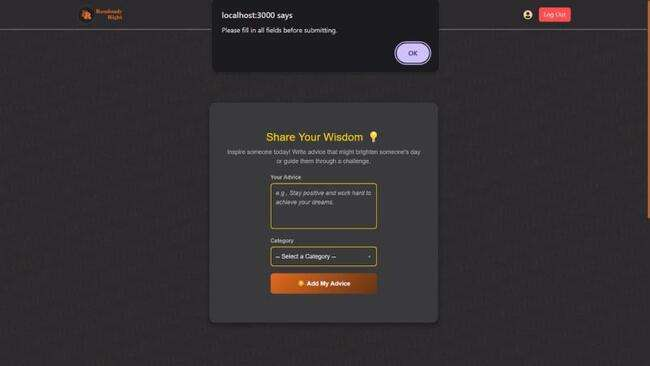 localhost:3000 says
Please fill in all fields before submitting.
OK
Right
Log Out
Share Your Wisdom
Inspire someone today! Write advice that might brighten someone's day
or guide them through a challenge.
Your Advice
e.g., Stay positive and work hard to
achieve your dreams.
Category
-- Select a Category --
Add My Advice